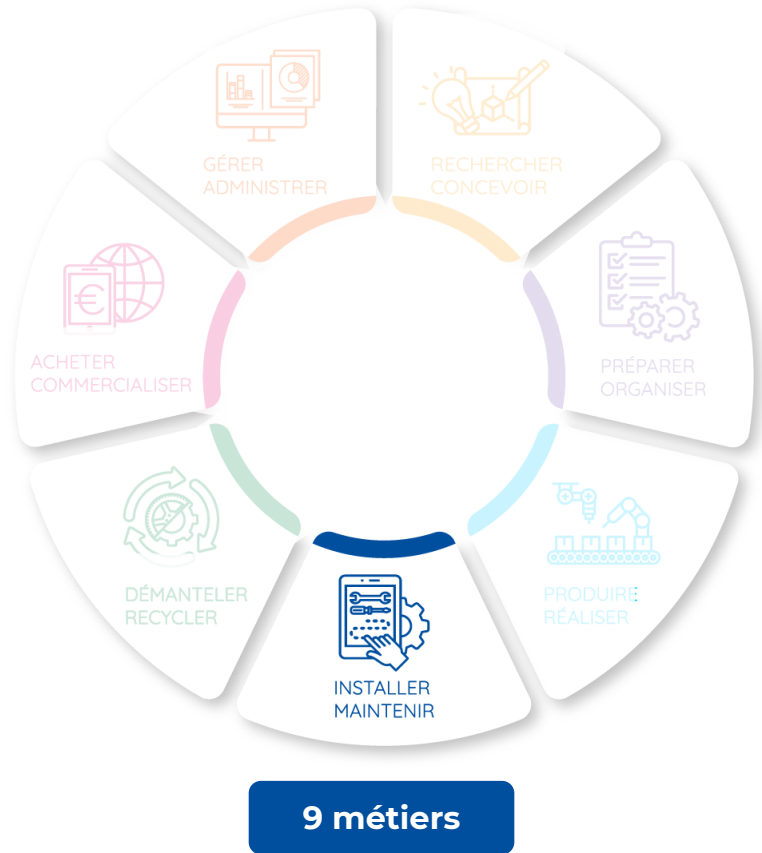 GÉRER
ADMINISTRER
RECHERCHER
CONCEVOIR
ACHETER
COMMERCIALISER
PRÉPARER
ORGANISER
DÉMANTELER
RECYCLER
PRODUIRE
RÉALISER
INSTALLER
MAINTENIR
9 métiers